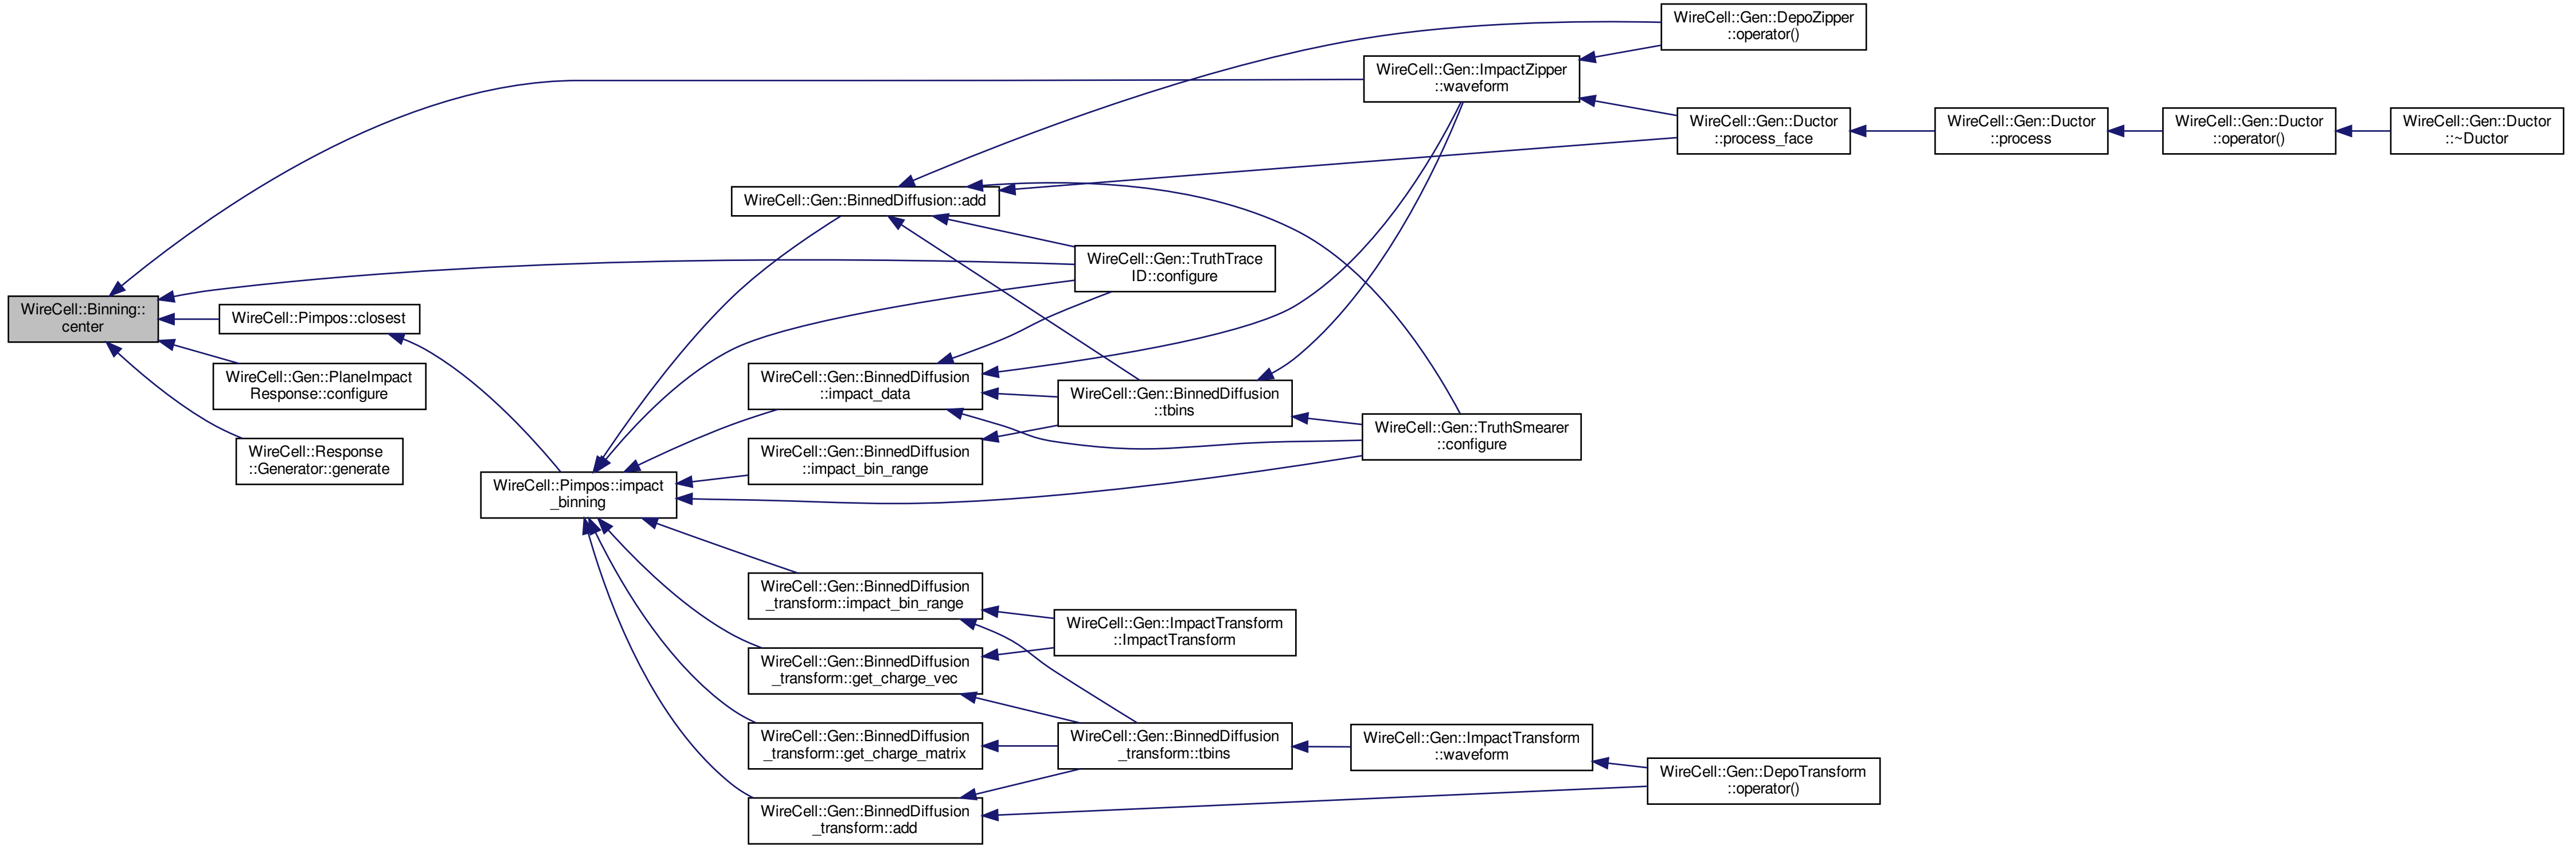 WireCell::Gen::DepoZipper
::operator()
WireCell::Gen::ImpactZipper
::waveform
WireCell::Gen::Ductor
::process_face
WireCell::Gen::Ductor
::process
WireCell::Gen::Ductor
::operator()
WireCell::Gen::Ductor
::~Ductor
WireCell::Gen::BinnedDiffusion::add
WireCell::Gen::TruthTrace
ID::configure
WireCell::Binning::
center
WireCell::Pimpos::closest
WireCell::Gen::PlaneImpact
Response::configure
WireCell::Response
::Generator::generate
WireCell::Gen::BinnedDiffusion
::impact_data
WireCell::Gen::BinnedDiffusion
::tbins
WireCell::Gen::TruthSmearer
::configure
WireCell::Gen::BinnedDiffusion
::impact_bin_range
WireCell::Pimpos::impact
_binning
WireCell::Gen::BinnedDiffusion
_transform::impact_bin_range
WireCell::Gen::ImpactTransform
::ImpactTransform
WireCell::Gen::BinnedDiffusion
_transform::get_charge_vec
WireCell::Gen::BinnedDiffusion
_transform::get_charge_matrix
WireCell::Gen::BinnedDiffusion
_transform::tbins
WireCell::Gen::ImpactTransform
::waveform
WireCell::Gen::DepoTransform
::operator()
WireCell::Gen::BinnedDiffusion
_transform::add